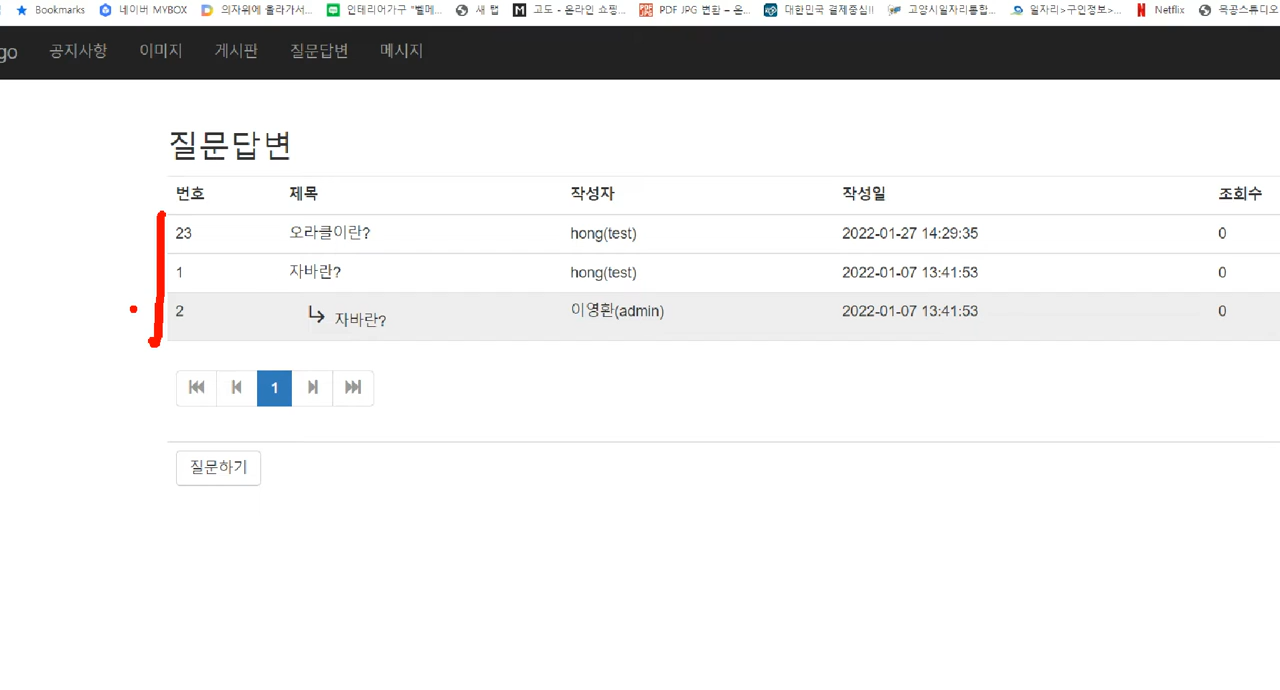 Bookmarks 네이버 MYBOX 의자위에 올라가서... 인테리어가구 "벨메... 새 탭 고도 - 온라인 쇼핑... PDF JPG 변환 – 온... 대한민국 결제중심!! 고양시일자리통합... 일자리>구인정보>... Netflix 목공스튜디오
go 공지사항 이미지 게시판 질문답변 메시지
질문답변
번호 제목 작성자 작성일 조회수
23 오라클이란? hong(test) 2022-01-27 14:29:35 0
1 자바란? hong(test) 2022-01-07 13:41:53 0
2 자바란? 이영환(admin) 2022-01-07 13:41:53 0
1
질문하기